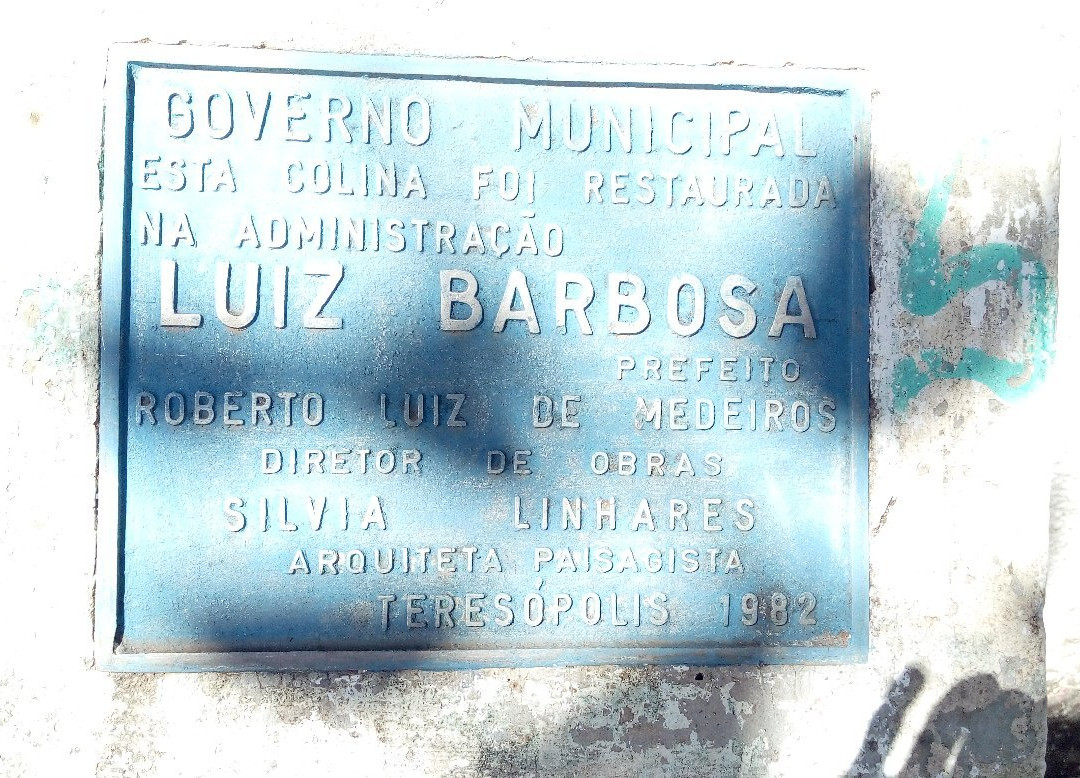 GOVERNO MUNICIPAL
ESTA COLINA FOI RESTAURADA
NA ADMINISTRAÇÃO
LUIZ BARBOSA
PREFEITO
ROBERTO LUIZ DE MEDEIROS
DIRETOR DE OBRAS
SILVIA LINHARES
ARQUITETA PAISAGISTA
TERESÓPOLIS 1982